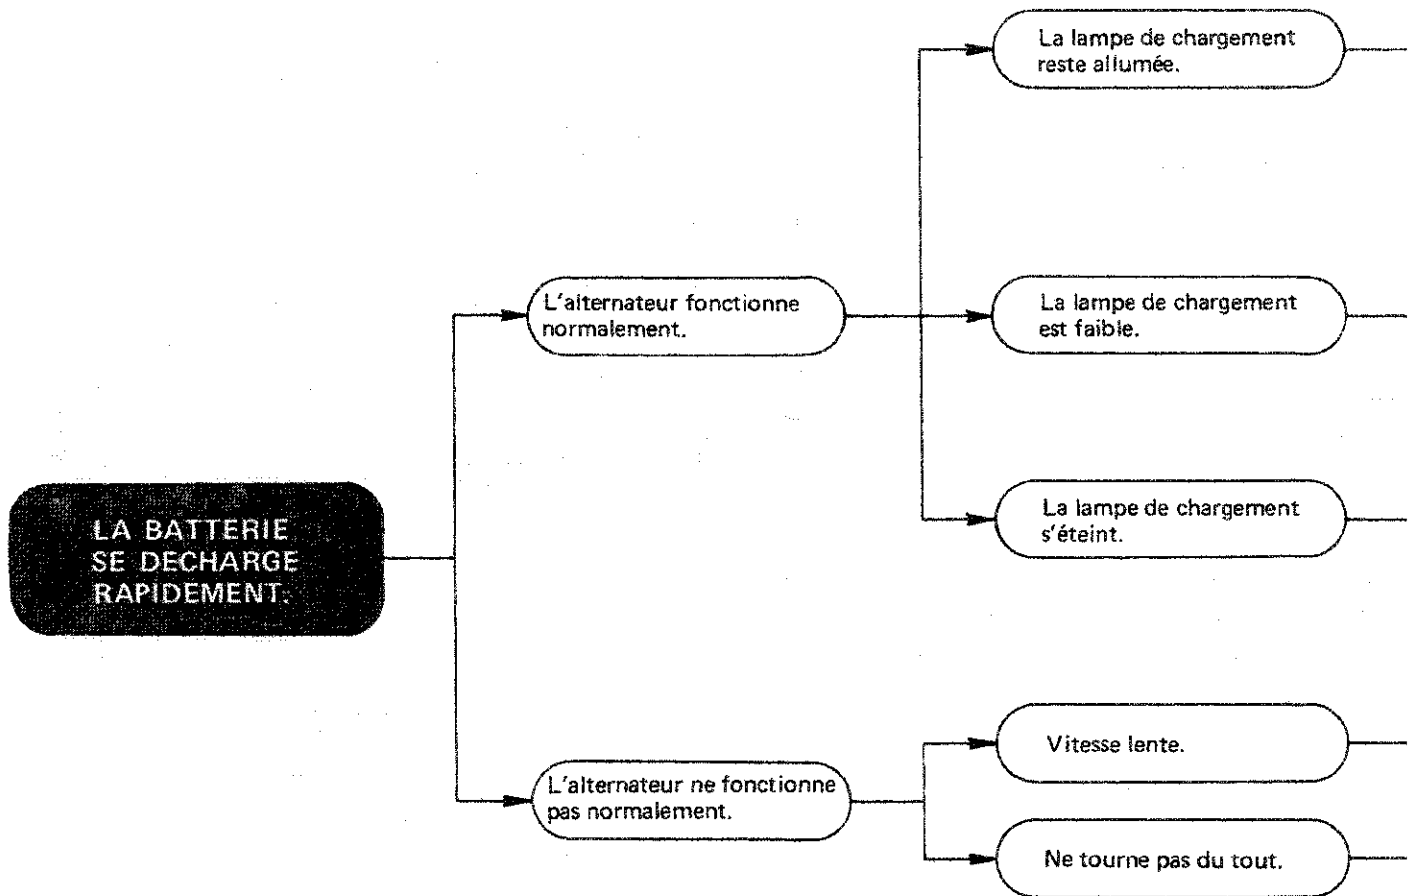 La lampe de chargement
reste allumée.
L'alternateur fonctionne
normalement.
La lampe de chargement
est faible.
La lampe de chargement
s'éteint.
LA BATTERIE
SE DECHARGE
RAPIDEMENT.
L'alternateur ne fonctionne
pas normalement.
Vitesse lente.
Ne tourne pas du tout.